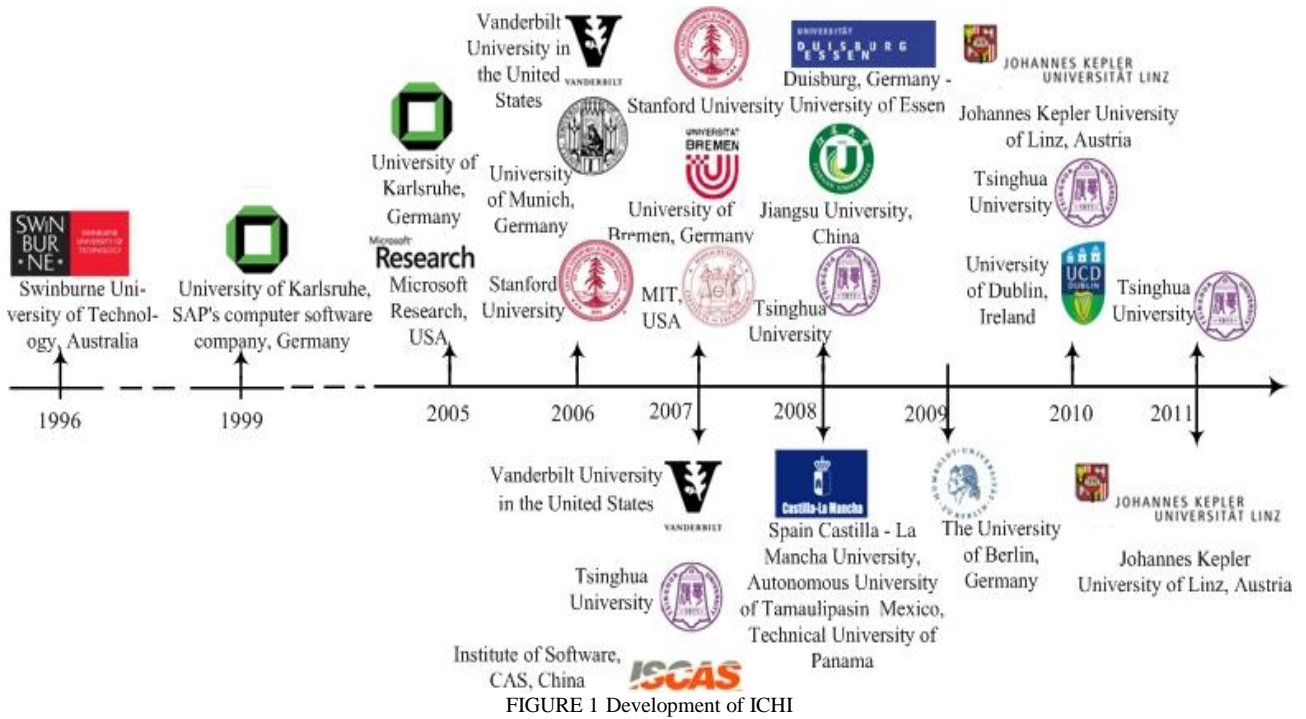 SWIN
BUR
·NE·
SWINBURNE
UNIVERSITY OF
TECHNOLOGY
Swinburne Uni-
versity of Technol-
ogy, Australia
University of Karlsruhe,
SAP's computer software
company, Germany
University of
Karlsruhe,
Germany
Microsoft
Research
Microsoft
Research,
USA
Vanderbilt
University in
the United
States
VANDERBILT
University
of Munich,
Germany
Stanford
University
Stanford University
UNIVERSITÄT
BREMEN
University of
Bremen, Germany
MIT,
USA
UNIVERSITÄT
DUISBURG
ESSEN
Duisburg, Germany -
University of Essen
Jiangsu University,
China
Tsinghua
University
JOHANNES KEPLER
UNIVERSITÄT LINZ
Johannes Kepler University
of Linz, Austria
Tsinghua
University
University
of Dublin,
Ireland
UCD
DUBLIN
Tsinghua
University
1996
1999
2005
2006
2007
2008
2009
2010
2011
Vanderbilt University
in the United States
VANDERBILT
Tsinghua
University
Institute of Software,
CAS, China
ISCAS
Castilla-La Mancha
Spain Castilla - La
Mancha University,
Autonomous University
of Tamaulipasin Mexico,
Technical University of
Panama
The University
of Berlin,
Germany
JOHANNES KEPLER
UNIVERSITÄT LINZ
Johannes Kepler
University of Linz, Austria
FIGURE 1 Development of ICHI